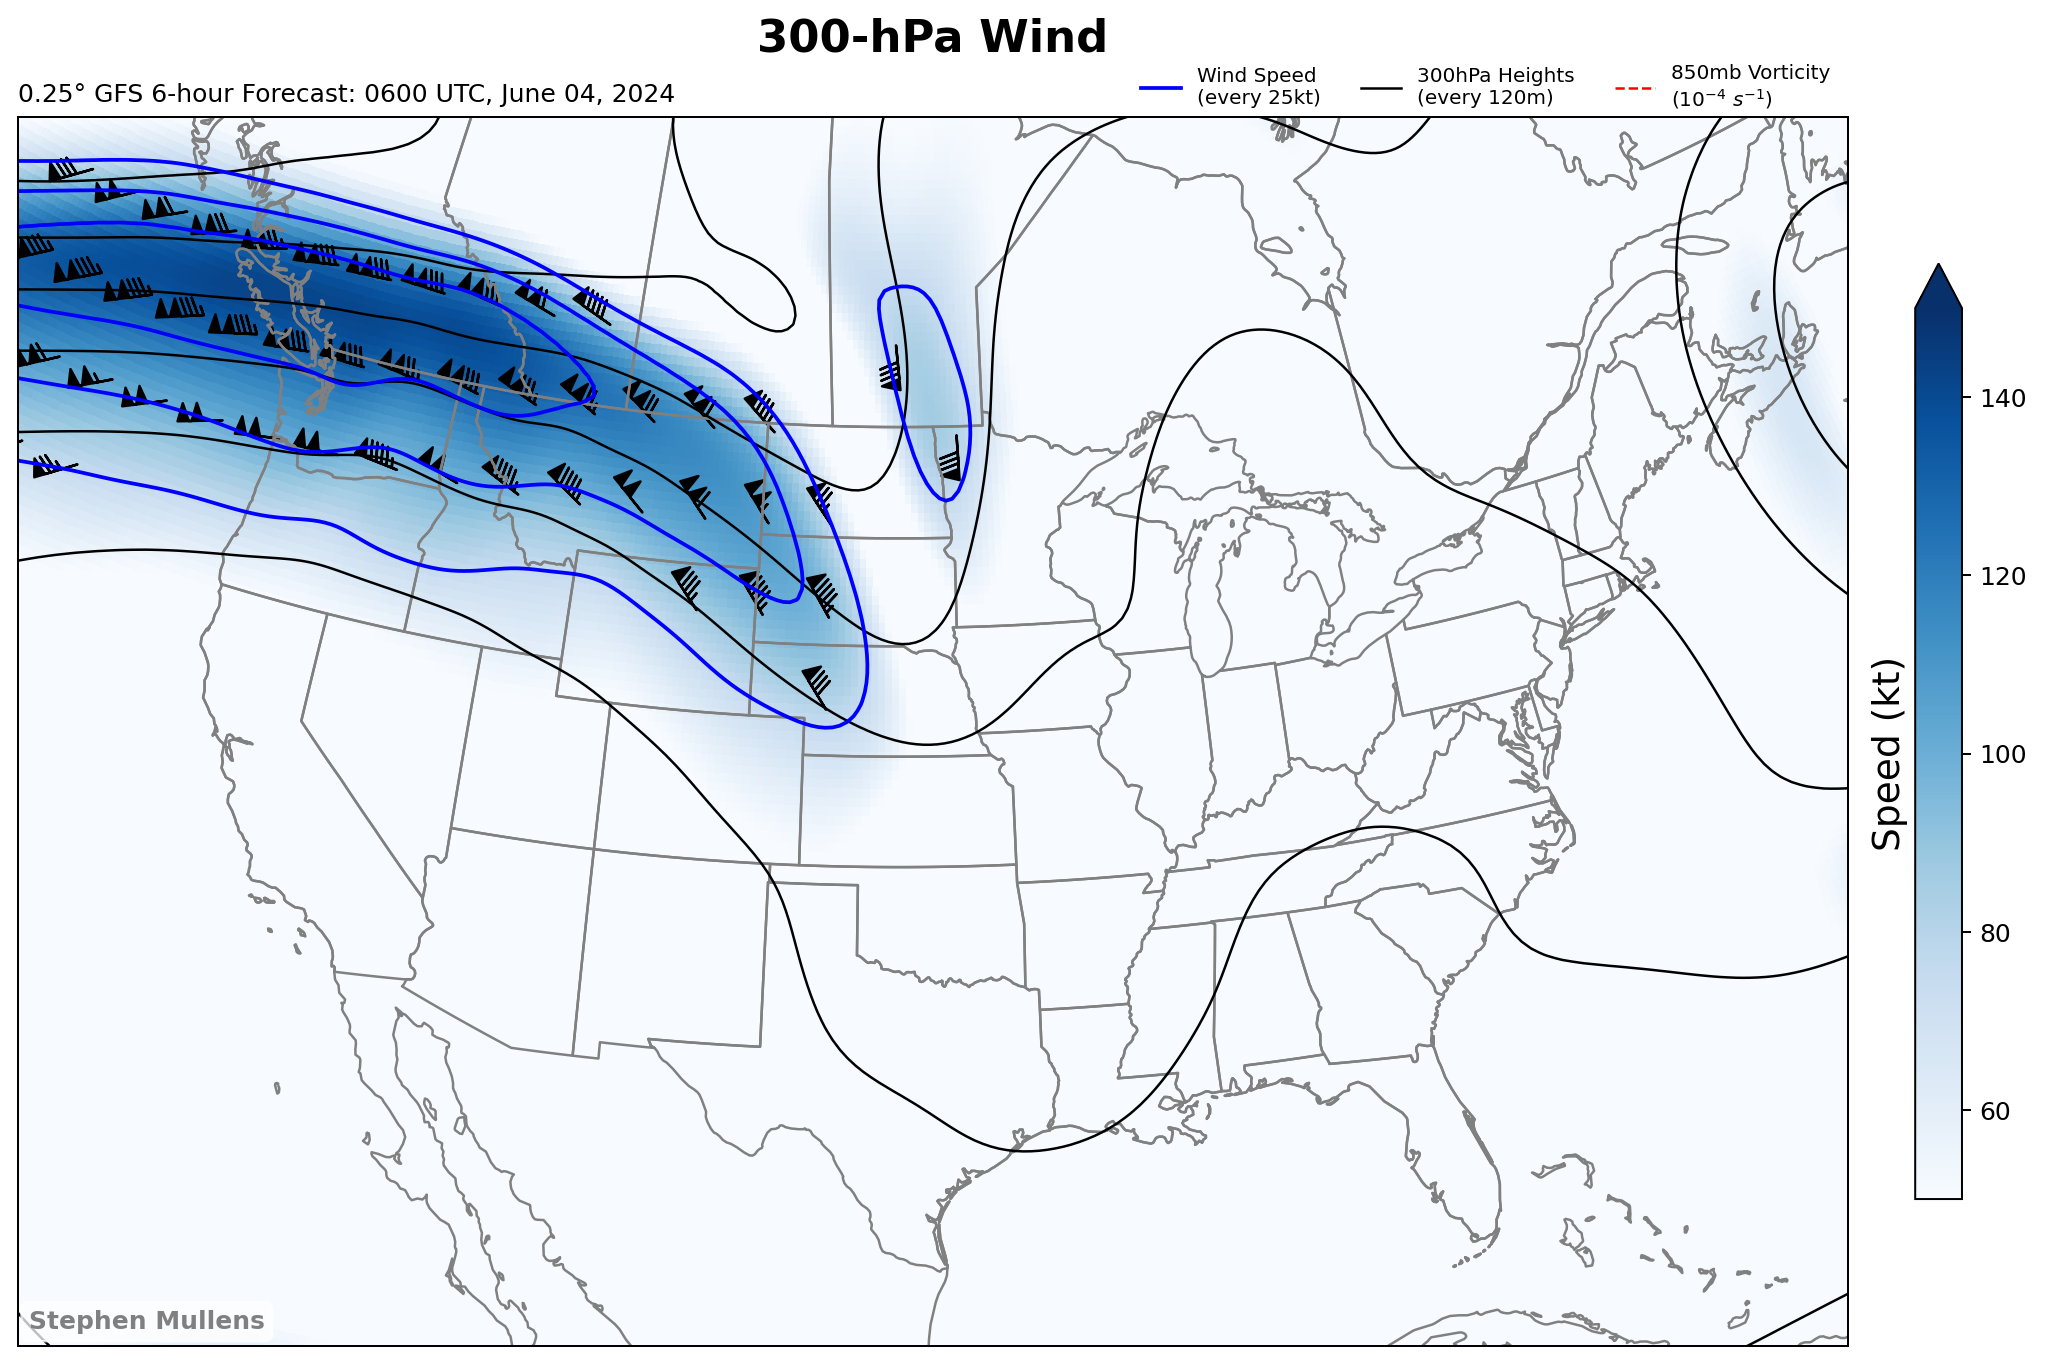 300-hPa Wind
0.25° GFS 6-hour Forecast: 0600 UTC, June 04, 2024
Wind Speed
(every 25kt)
300hPa Heights
(every 120m)
850mb Vorticity
(10⁻⁴ s⁻¹)
140
120
100
80
60
Speed (kt)
Stephen Mullens